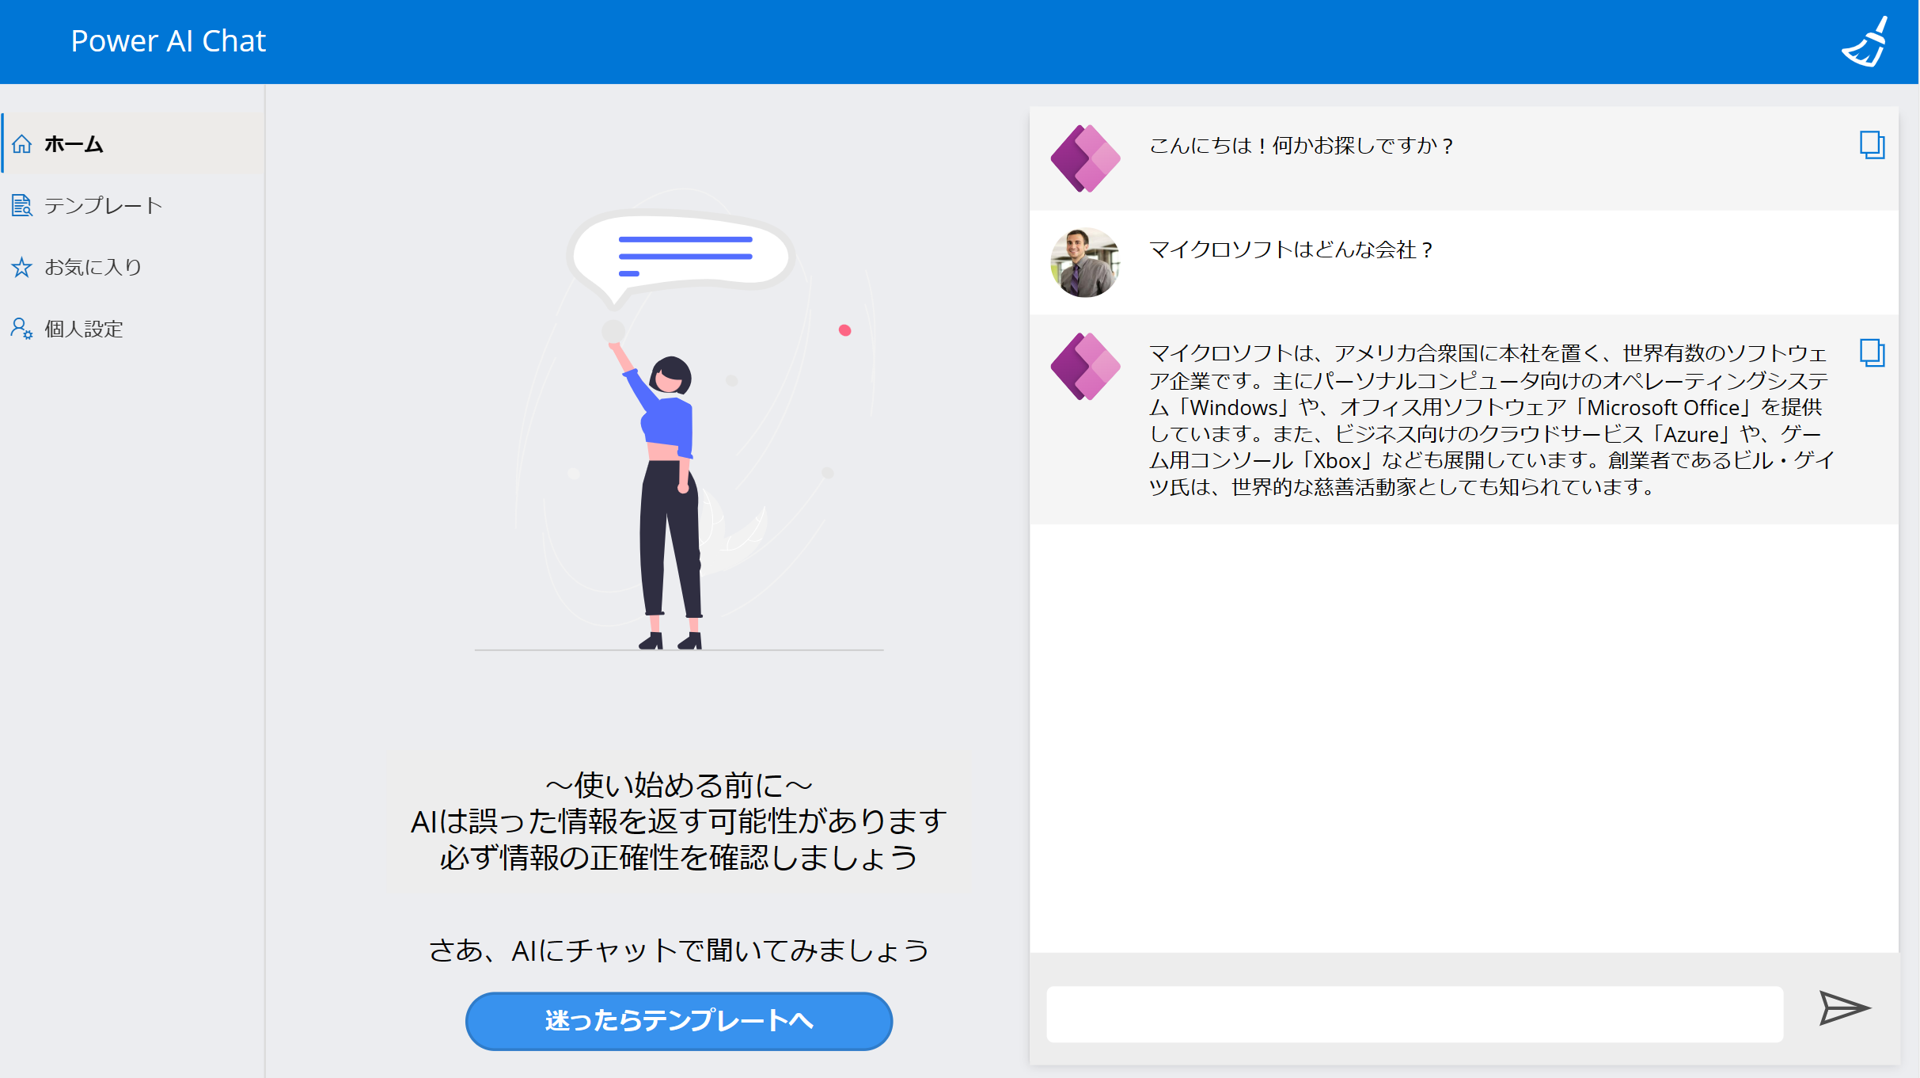 Power AI Chat
ホーム
テンプレート
お気に入り
個人設定
～使い始める前に～
AIは誤った情報を返す可能性があります
必ず情報の正確性を確認しましょう
さあ、AIにチャットで聞いてみましょう
迷ったらテンプレートへ
こんにちは！何かお探しですか？
マイクロソフトはどんな会社？
マイクロソフトは、アメリカ合衆国に本社を置く、世界有数のソフトウェ
ア企業です。主にパーソナルコンピュータ向けのオペレーティングシステ
ム「Windows」や、オフィス用ソフトウェア「Microsoft Office」を提供
しています。また、ビジネス向けのクラウドサービス「Azure」や、ゲー
ム用コンソール「Xbox」なども展開しています。創業者であるビル・ゲイ
ツ氏は、世界的な慈善活動家としても知られています。